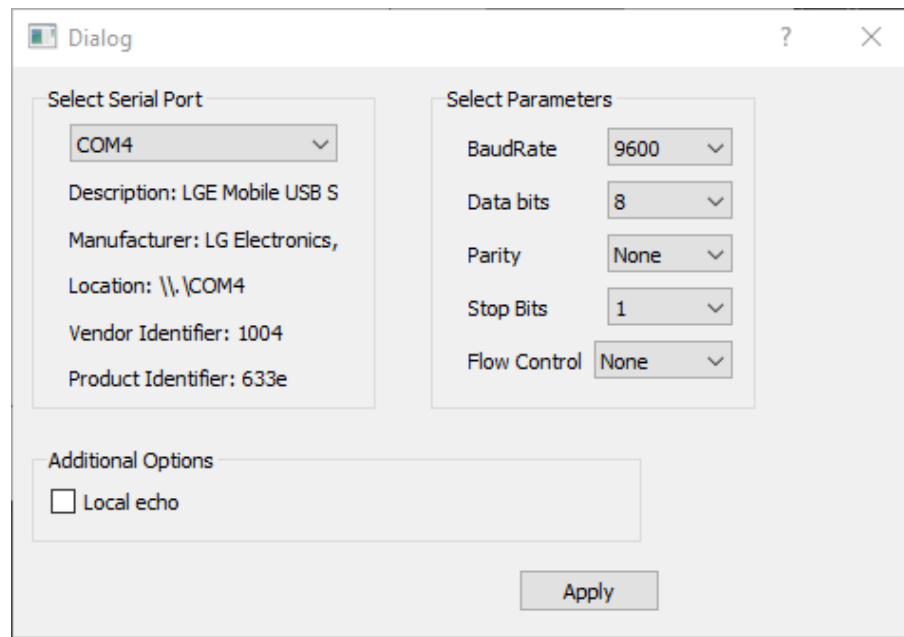 Dialog
Select Serial Port
COM4
Description: LGE Mobile USB S
Manufacturer: LG Electronics,
Location: \\.\COM4
Vendor Identifier: 1004
Product Identifier: 633e
Select Parameters
BaudRate 9600
Data bits 8
Parity None
Stop Bits 1
Flow Control None
Additional Options
Local echo
Apply